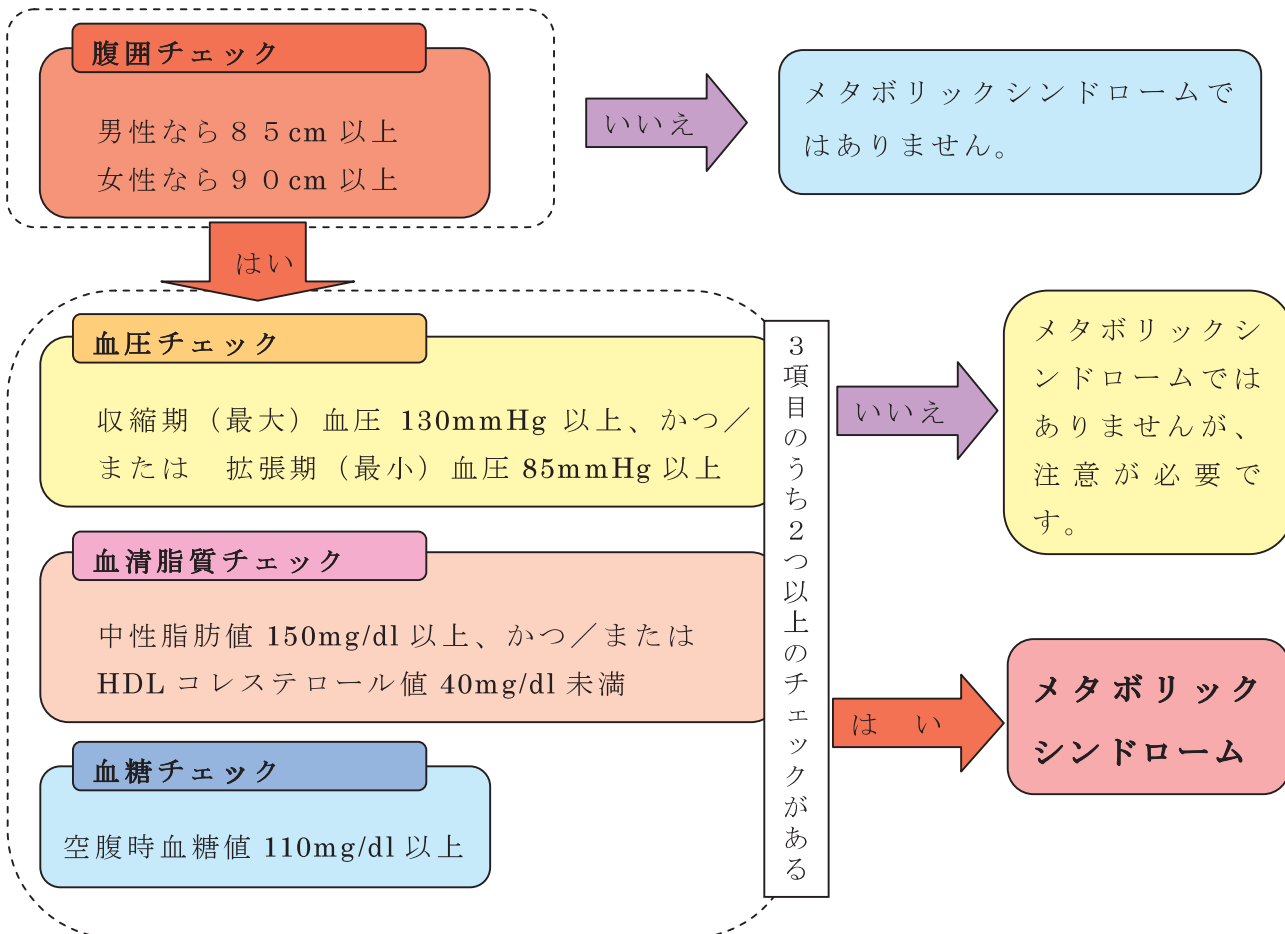 腹囲チェック
男性なら８５cm 以上
女性なら９０cm 以上
いいえ
メタボリックシンドロームで
はありません。
はい
血圧チェック
収縮期（最大）血圧 130mmHg 以上、かつ／
または　拡張期（最小）血圧 85mmHg 以上
血清脂質チェック
中性脂肪値 150mg/dl 以上、かつ／または
HDL コレステロール値 40mg/dl 未満
血糖チェック
空腹時血糖値 110mg/dl 以上
３項目のうち２つ以上のチェックがある
いいえ
メタボリックシ
ンドロームでは
ありませんが、
注意が必要で
す。
は　い
メタボリック
シンドローム